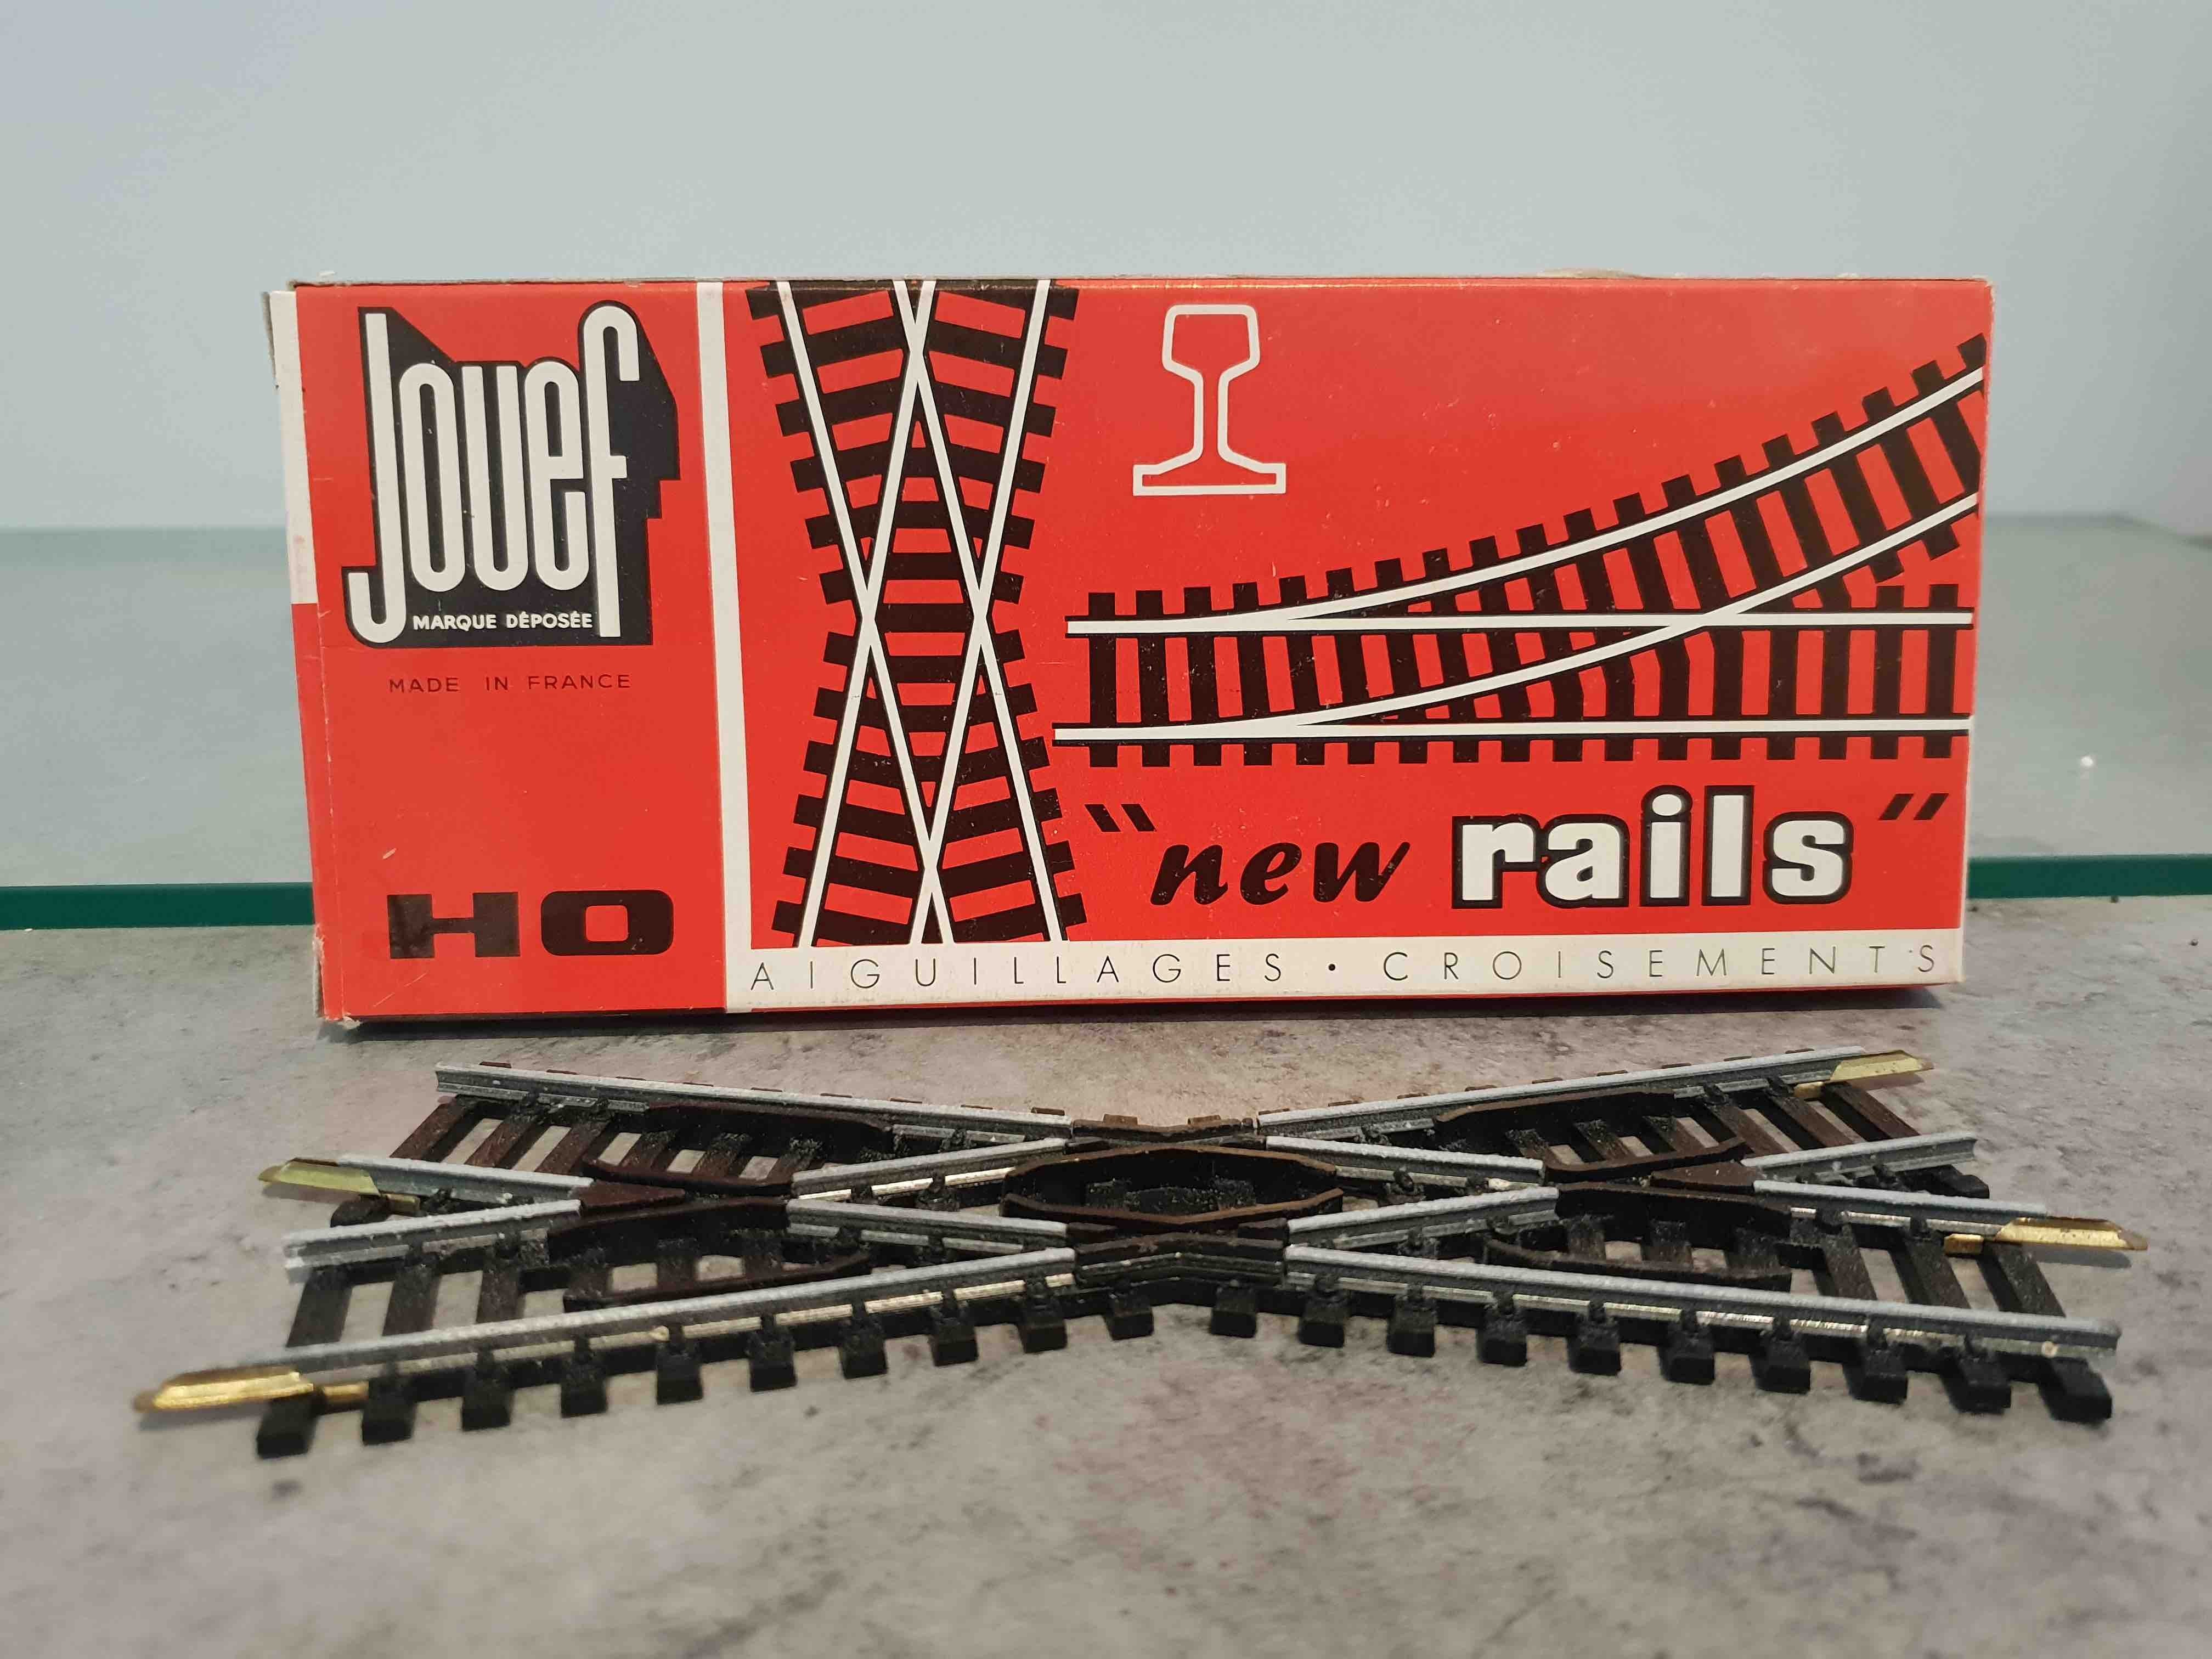 Jouef
MARQUE DÉPOSÉE
MADE IN FRANCE
HO
"new rails"
AIGUILLAGES • CROISEMENTS